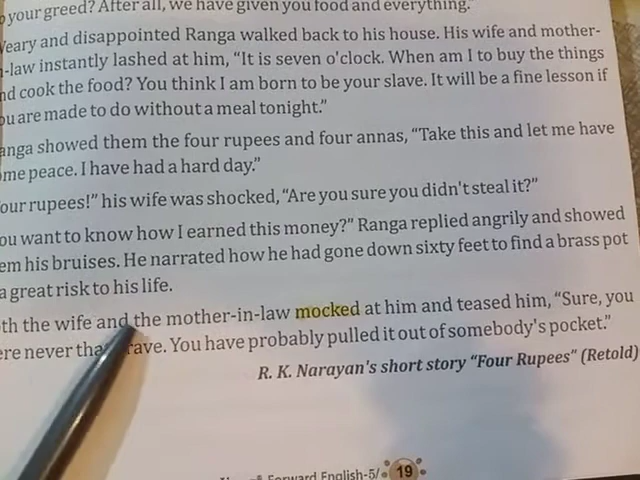 your greed? After all, we have given you food and everything."
Weary and disappointed Ranga walked back to his house. His wife and mother-
-law instantly lashed at him, "It is seven o'clock. When am I to buy the things
nd cook the food? You think I am born to be your slave. It will be a fine lesson if
ou are made to do without a meal tonight."
anga showed them the four rupees and four annas, "Take this and let me have
me peace. I have had a hard day."
our rupees!" his wife was shocked, "Are you sure you didn't steal it?"
ou want to know how I earned this money?" Ranga replied angrily and showed
em his bruises. He narrated how he had gone down sixty feet to find a brass pot
a great risk to his life.
th the wife and the mother-in-law mocked at him and teased him, "Sure, you
ere never tha rave. You have probably pulled it out of somebody's pocket."
R. K. Narayan's short story "Four Rupees" (Retold)
Forward English-5/ 19